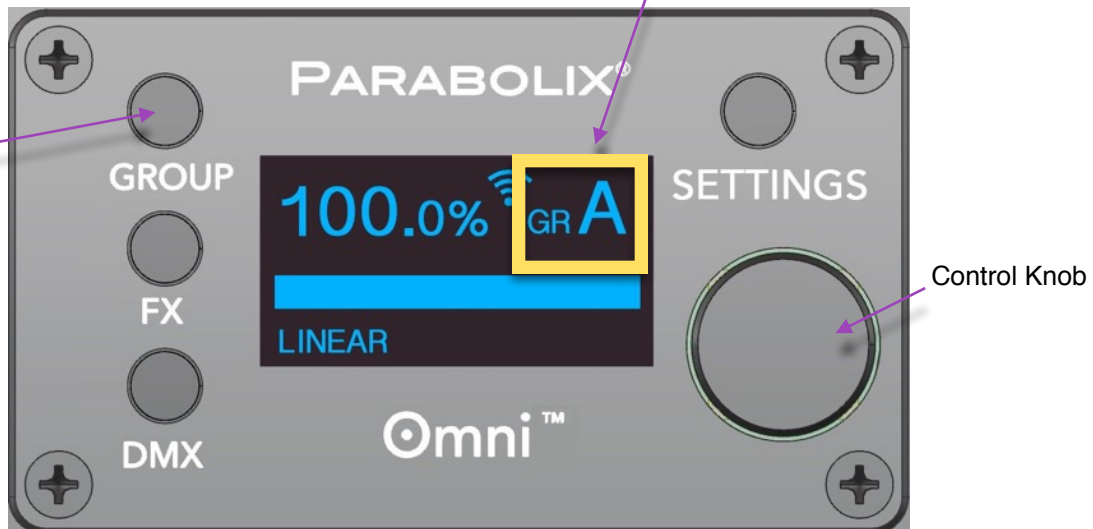 PARABOLIX®
GROUP
SETTINGS
100.0% GR A
Control Knob
FX
LINEAR
DMX
Omni™